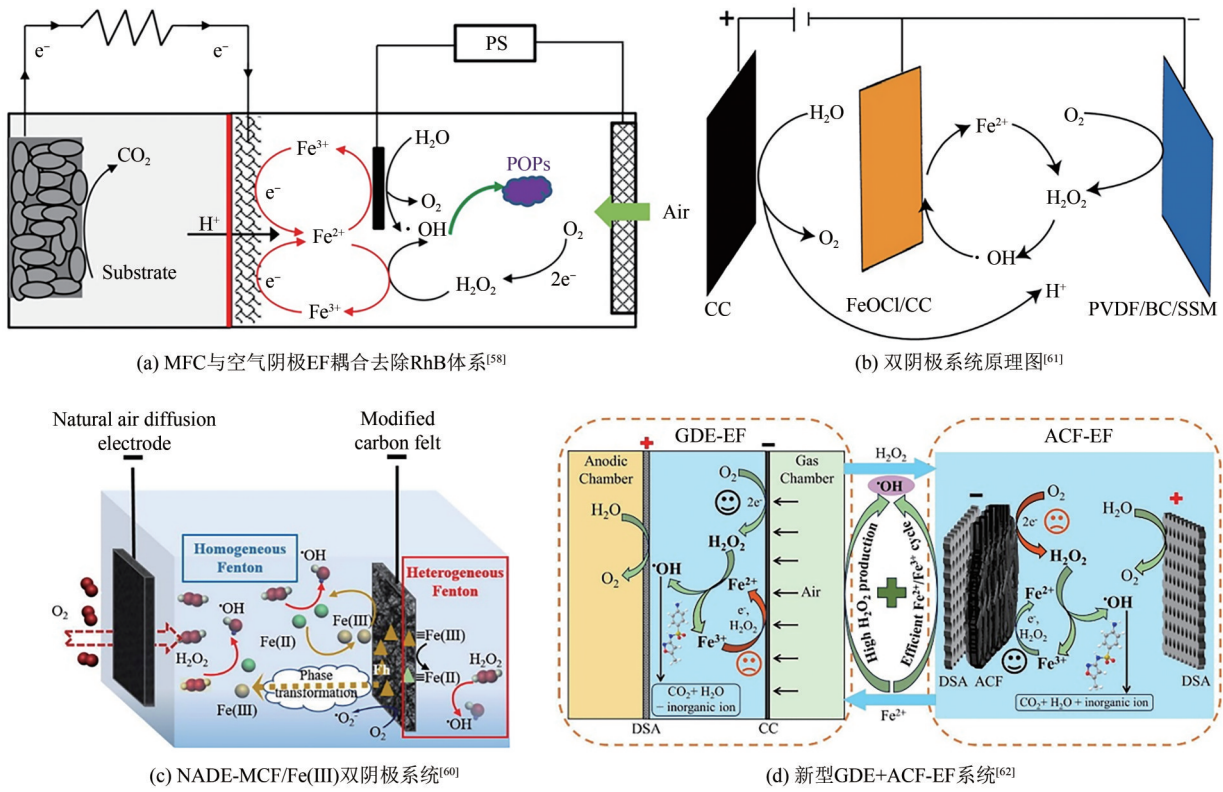 e⁻
e⁻
e⁻
PS
CO₂
Substrate
H⁺
Fe³⁺
e⁻
Fe²⁺
e⁻
Fe³⁺
H₂O
O₂
· OH
POPs
O₂
H₂O₂
2e⁻
Air
(a) MFC与空气阴极EF耦合去除RhB体系[58]
+
−
H₂O
O₂
Fe²⁺
O₂
H₂O₂
· OH
H⁺
CC
FeOCl/CC
PVDF/BC/SSM
(b) 双阴极系统原理图[61]
Natural air diffusion
electrode
Modified
carbon felt
Homogeneous
Fenton
Heterogeneous
Fenton
O₂
H₂O₂
·OH
·OH
Fe(II)
Fe(III)
Fe(III)
Phase
transformation
Fh
≡Fe(III)
≡Fe(II)
H₂O₂
·OH
·O₂⁻
O₂
(c) NADE-MCF/Fe(III)双阴极系统[60]
GDE-EF
+
−
Anodic
Chamber
Gas
Chamber
H₂O
O₂
O₂
2e⁻
H₂O₂
·OH
Fe²⁺
e⁻,
H₂O₂
Fe³⁺
Air
CO₂+ H₂O
− inorganic ion
DSA
CC
H₂O₂
·OH
High H₂O₂ production
+
Efficient Fe²⁺/Fe³⁺ cycle
Fe²⁺
ACF-EF
−
+
O₂
2e⁻
H₂O₂
H₂O
O₂
Fe²⁺
e⁻,
H₂O₂
Fe³⁺
·OH
DSA
ACF
CO₂+ H₂O + inorganic ion
DSA
(d) 新型GDE+ACF-EF系统[62]